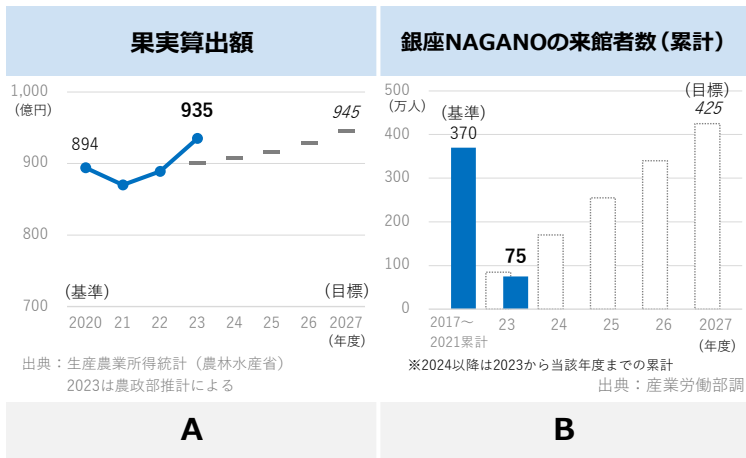 果実算出額
1,000
(億円)
900
800
700
894
935
945
(基準)
(目標)
2020 21 22 23 24 25 26 2027
(年度)
出典：生産農業所得統計（農林水産省）
2023は農政部推計による
A
銀座NAGANOの来館者数（累計）
500
(万人)
400
300
200
100
0
(基準)
370
75
(目標)
425
2017～
2021累計
23 24 25 26 2027
(年度)
※2024以降は2023から当該年度までの累計
出典：産業労働部調
B